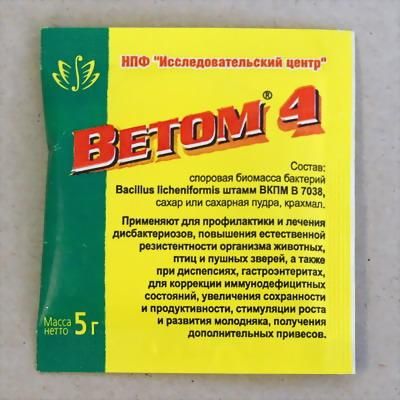 НПФ "Исследовательский центр"
ВЕТОМ® 4
Состав:
споровая биомасса бактерий
Bacillus licheniformis штамм ВКПМ В 7038,
сахар или сахарная пудра, крахмал.
Применяют для профилактики и лечения
дисбактериозов, повышения естественной
резистентности организма животных,
птиц и пушных зверей, а также
при диспепсиях, гастроэнтеритах,
для коррекции иммунодефицитных
состояний, увеличения сохранности
и продуктивности, стимуляции роста
и развития молодняка, получения
дополнительных привесов.
Масса
нетто 5 г